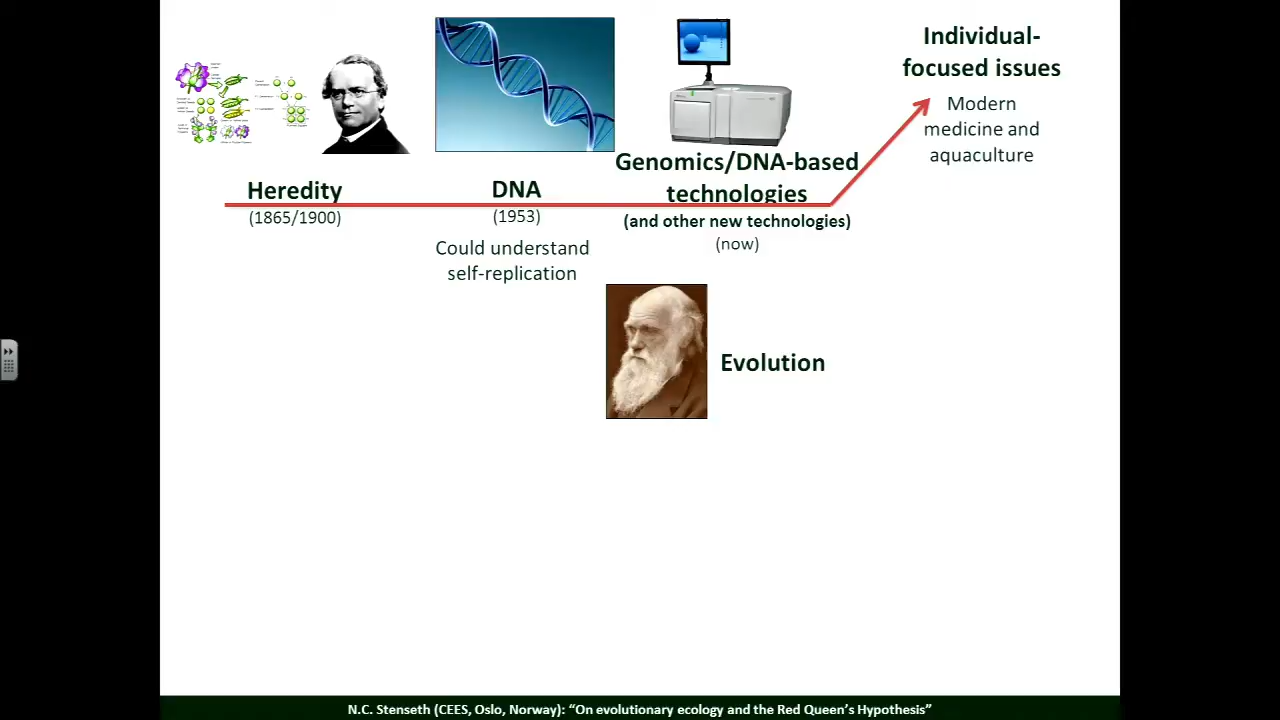 Individual-
focused issues
Modern
medicine and
aquaculture
Genomics/DNA-based
technologies
(and other new technologies)
(now)
Heredity
(1865/1900)
DNA
(1953)
Could understand
self-replication
Evolution
N.C. Stenseth (CEES, Oslo, Norway): “On evolutionary ecology and the Red Queen’s Hypothesis”